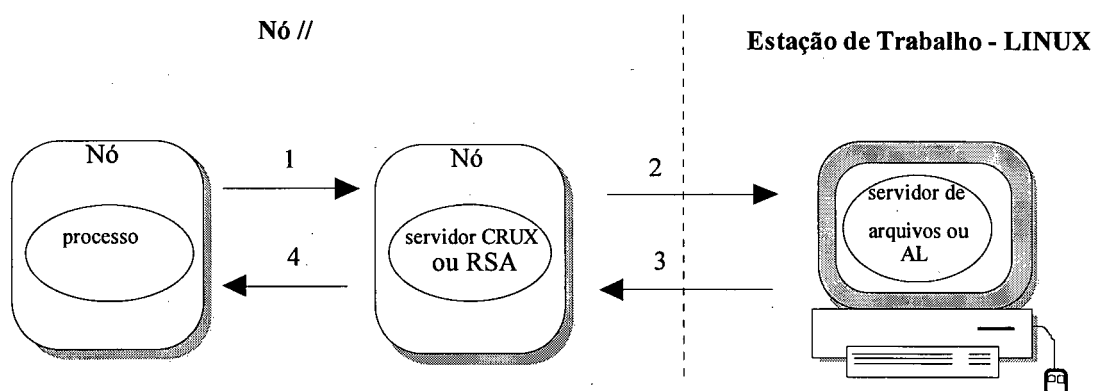 Nó //
Estação de Trabalho - LINUX
Nó
processo
1
4
Nó
servidor CRUX
ou RSA
2
3
servidor de
arquivos ou
AL